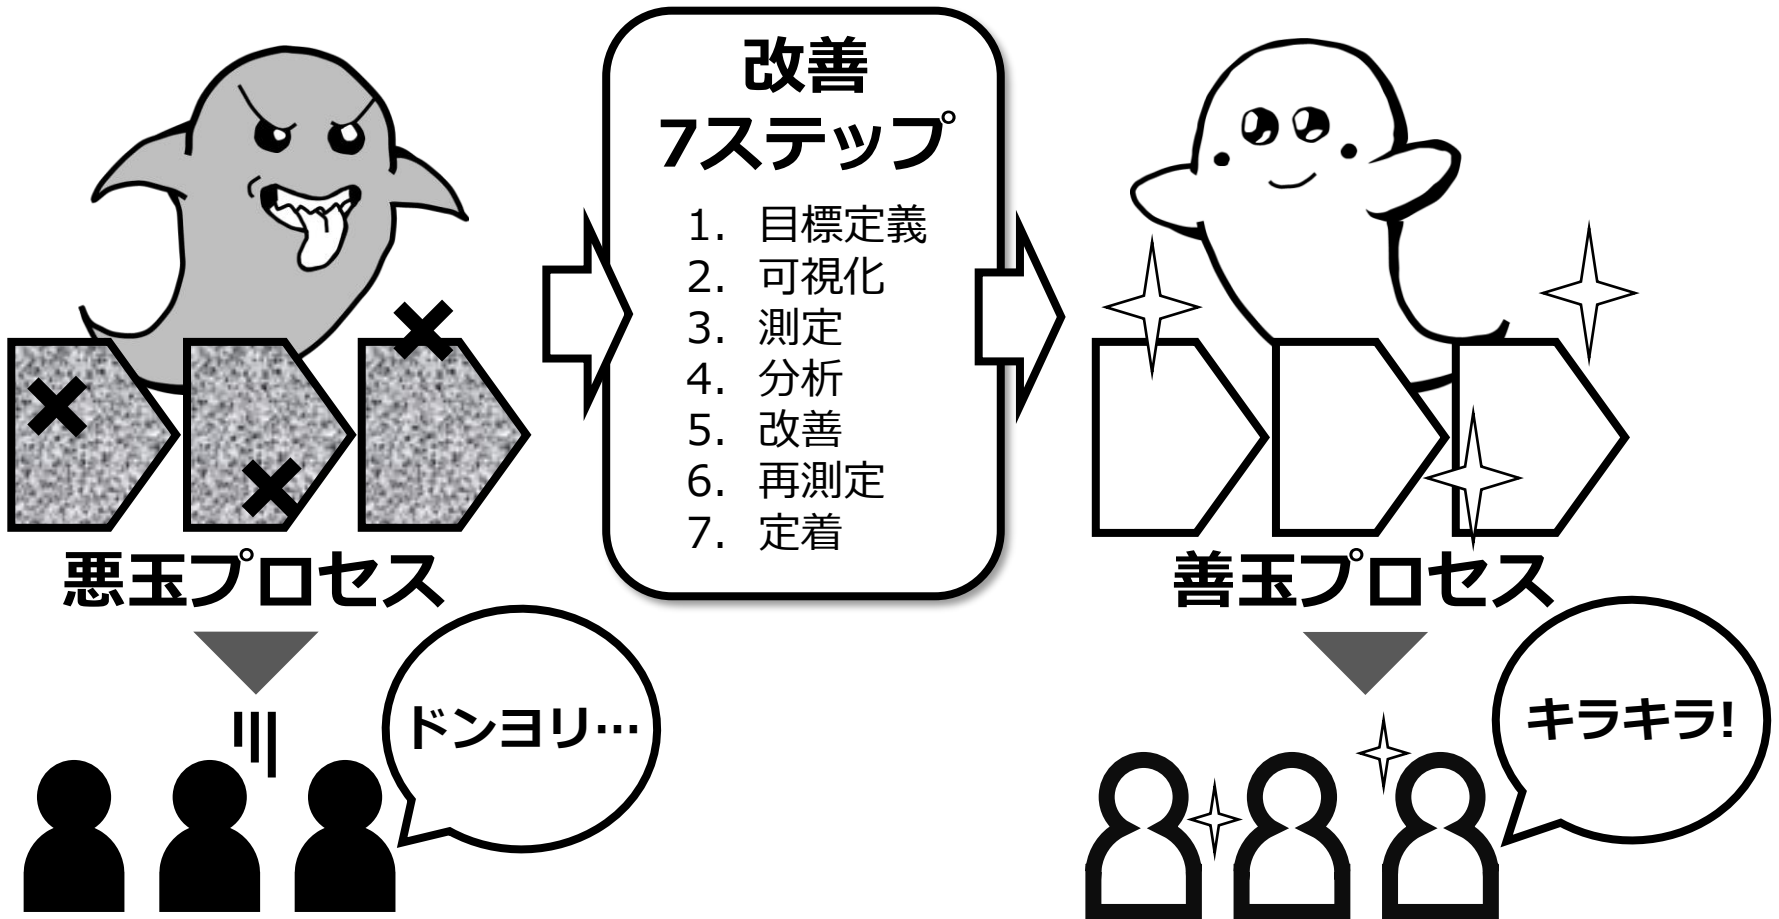 改善
7ステップ
1. 目標定義
2. 可視化
3. 測定
4. 分析
5. 改善
6. 再測定
7. 定着
悪玉プロセス
善玉プロセス
ドンヨリ…
キラキラ!